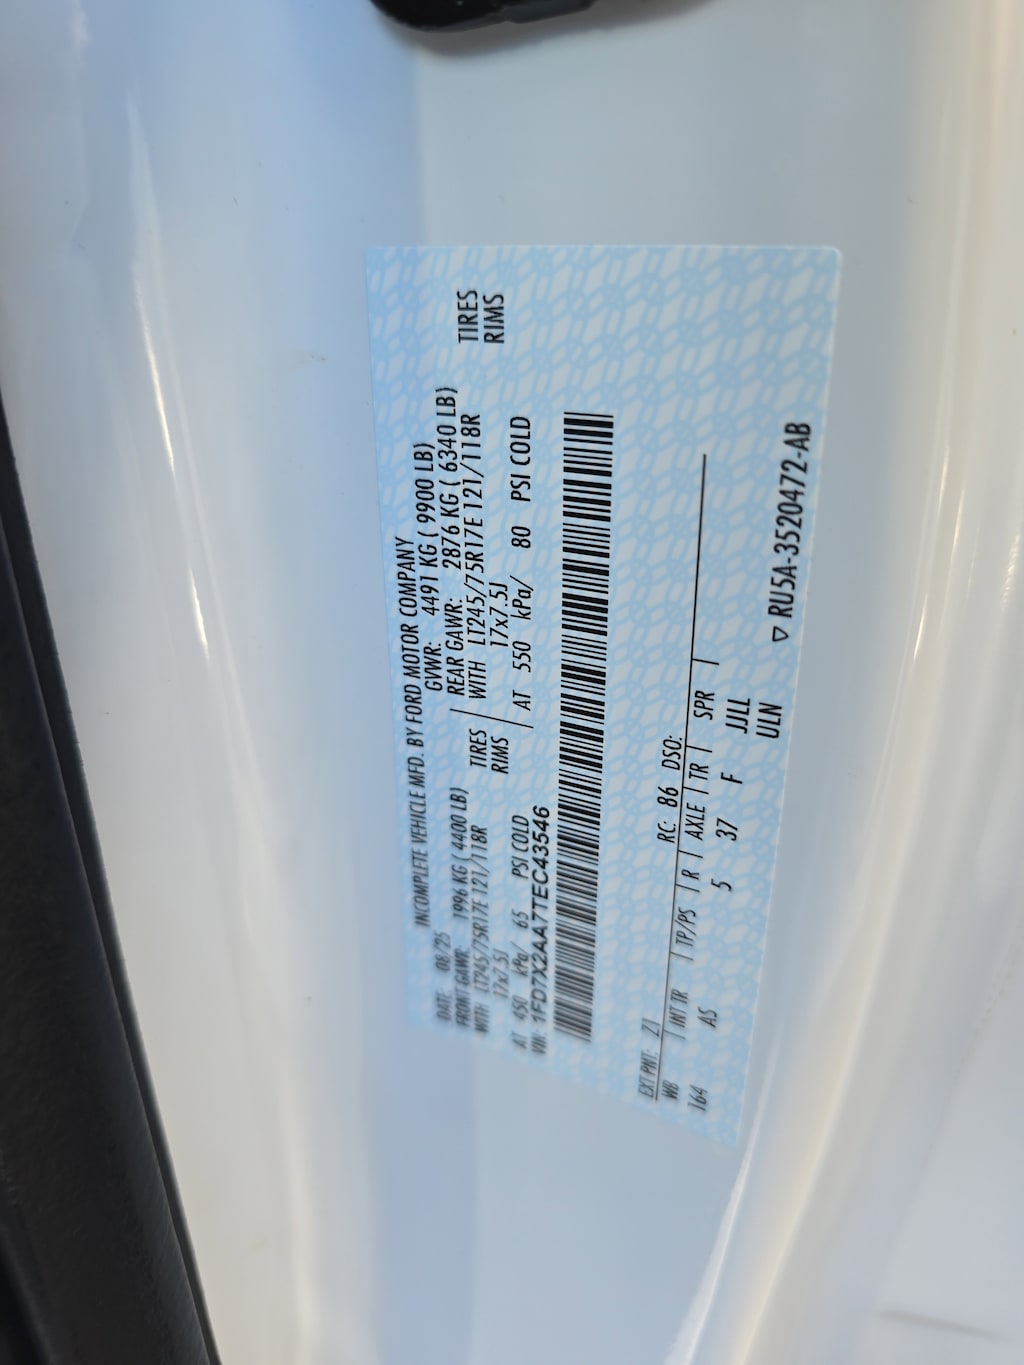 INCOMPLETE VEHICLE MFD. BY FORD MOTOR COMPANY
DATE: 08/25 GVWR: 4491 KG ( 9900 LB)
FRONT GAWR: 1996 KG ( 4400 LB) REAR GAWR: 2876 KG ( 6340 LB)
WITH LT245/75R17E 121/118R TIRES WITH LT245/75R17E 121/118R TIRES
17x7.5J RIMS 17x7.5J RIMS
AT 450 kPa/ 65 PSI COLD AT 550 kPa/ 80 PSI COLD
VIN: 1FD7X2AA7TEC43546
EXT PNT: Z1 RC: 86 DSO:
WB | INT TR | TP/PS | R | AXLE | TR | SPR |
164 AS 5 37 F JJLL
ULN
▽ RU5A-3520472-AB